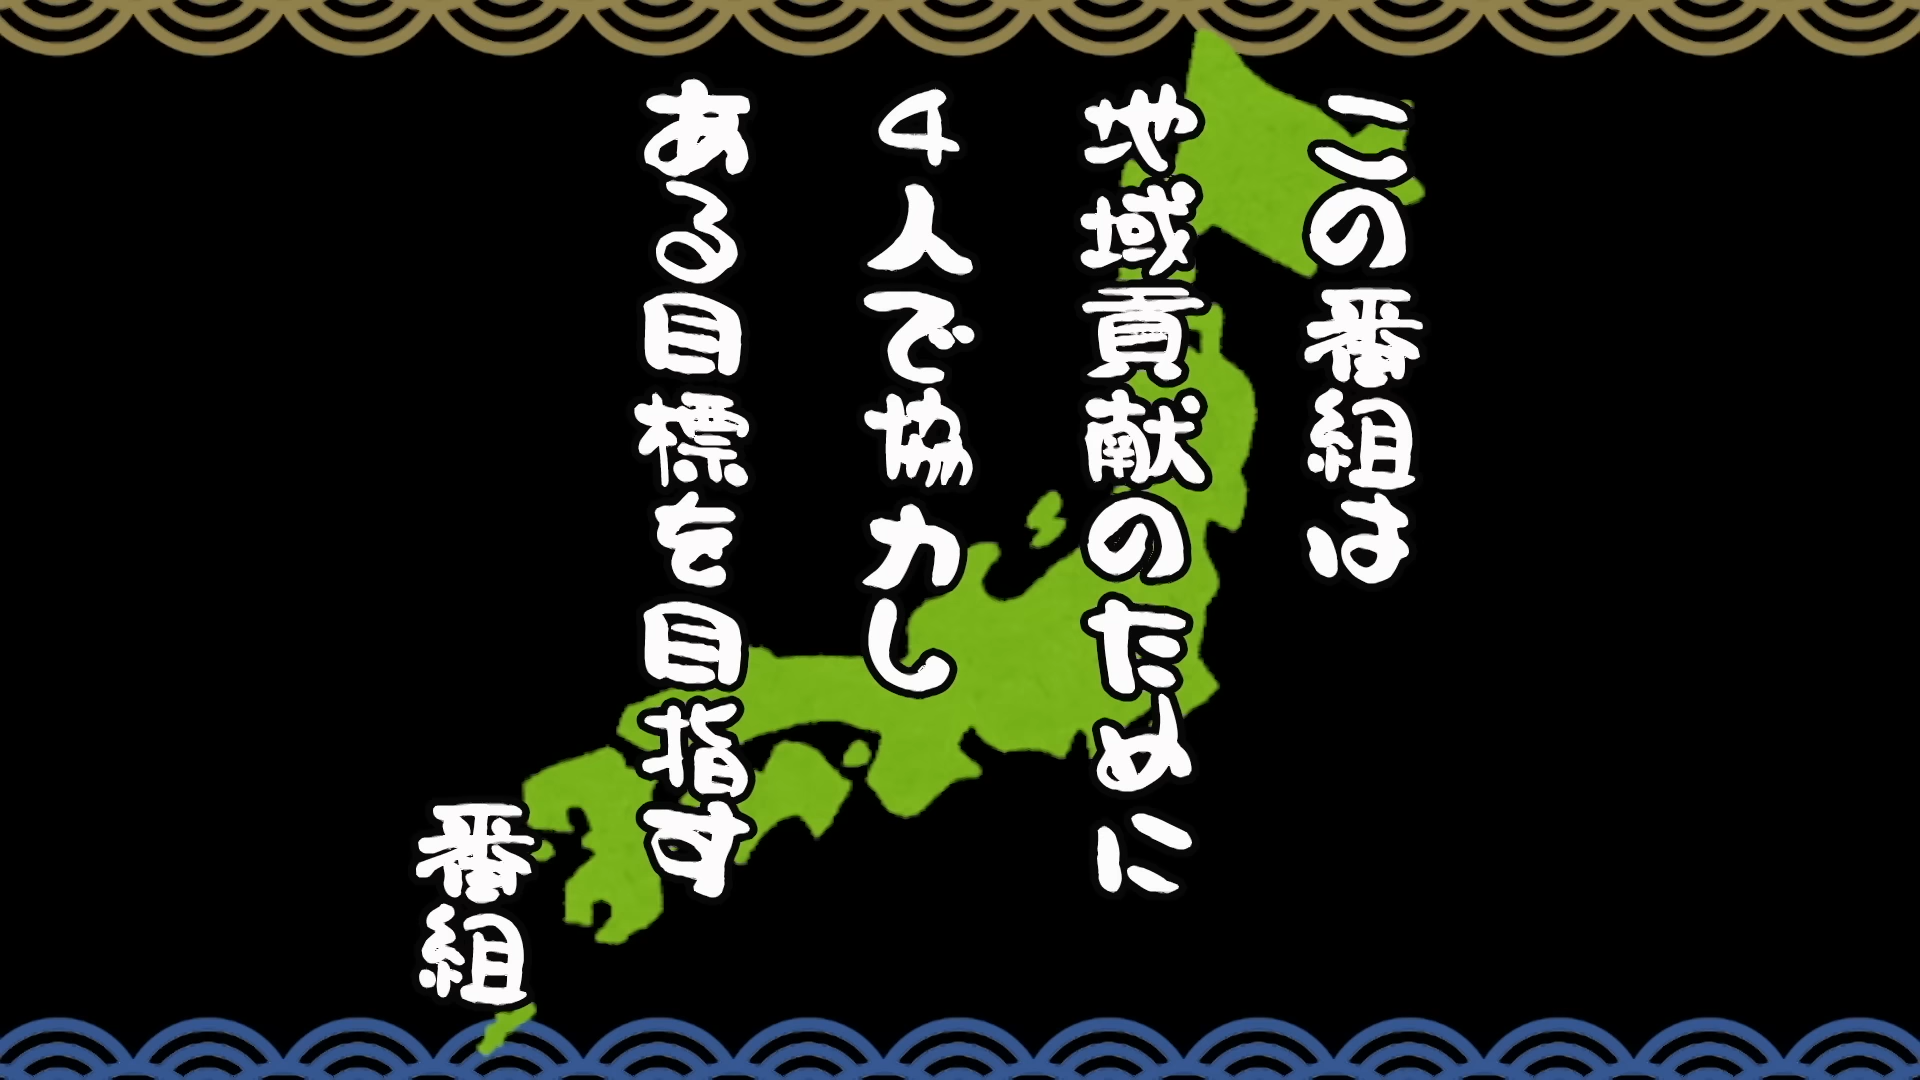 この番組は
地域貢献のために
4人で協力し
ある目標を目指す
番組